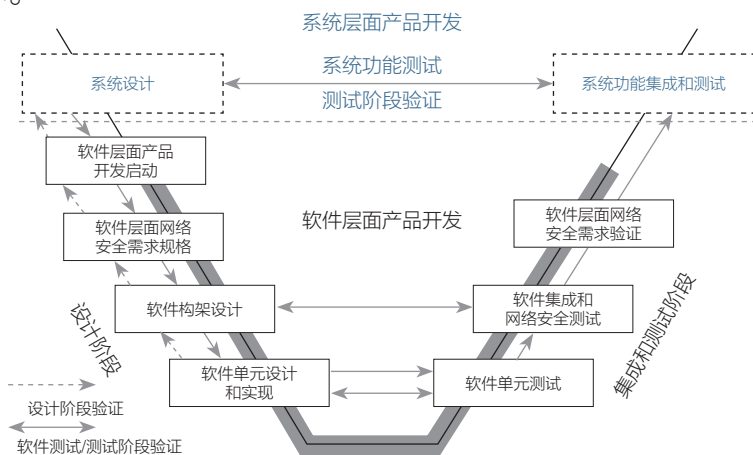 系统层面产品开发
系统设计
系统功能测试
测试阶段验证
系统功能集成和测试
软件层面产品
开发启动
软件层面网络
安全需求规格
软件层面产品开发
软件层面网络
安全需求验证
软件构架设计
软件集成和
网络安全测试
设计阶段
集成和测试阶段
软件单元设计
和实现
软件单元测试
设计阶段验证
软件测试/测试阶段验证